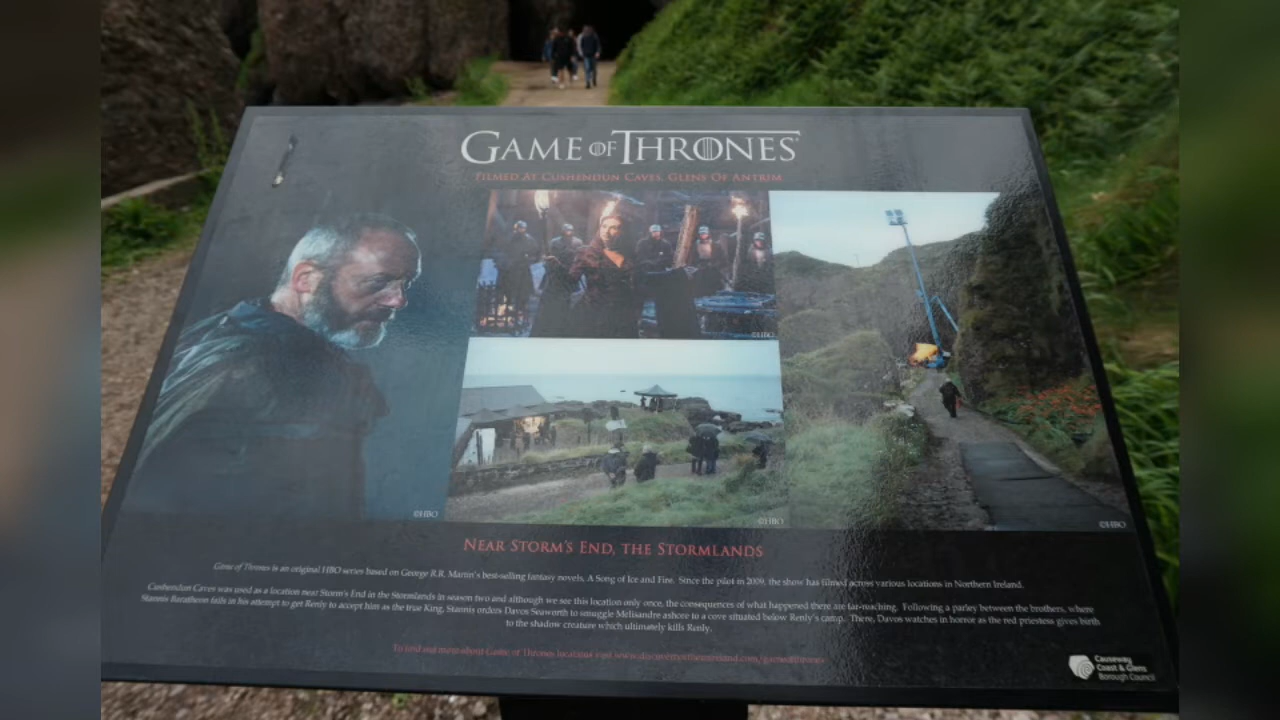 GAME OF THRONES
FILMED AT CUSHENDUN CAVES, GLENS OF ANTRIM
©HBO
©HBO
©HBO
©HBO
NEAR STORM'S END, THE STORMLANDS
Game of Thrones is an original HBO series based on George R.R. Martin's best-selling fantasy novels, A Song of Ice and Fire. Since the pilot in 2009, the show has filmed across various locations in Northern Ireland.
Cushendun Caves was used as a location near Storm's End in the Stormlands in season two and although we see this location only once, the consequences of what happened there are far-reaching. Following a parley between the brothers, where
Stannis Baratheon fails in his attempt to get Renly to accept him as the true King, Stannis orders Davos Seaworth to smuggle Melisandre ashore to a cove situated below Renly's camp. There, Davos watches in horror as the red priestess gives birth
to the shadow creature which ultimately kills Renly.
To find out more about Game of Thrones locations visit www.discovernorthernireland.com/gameofthrones
Causeway
Coast & Glens
Borough Council